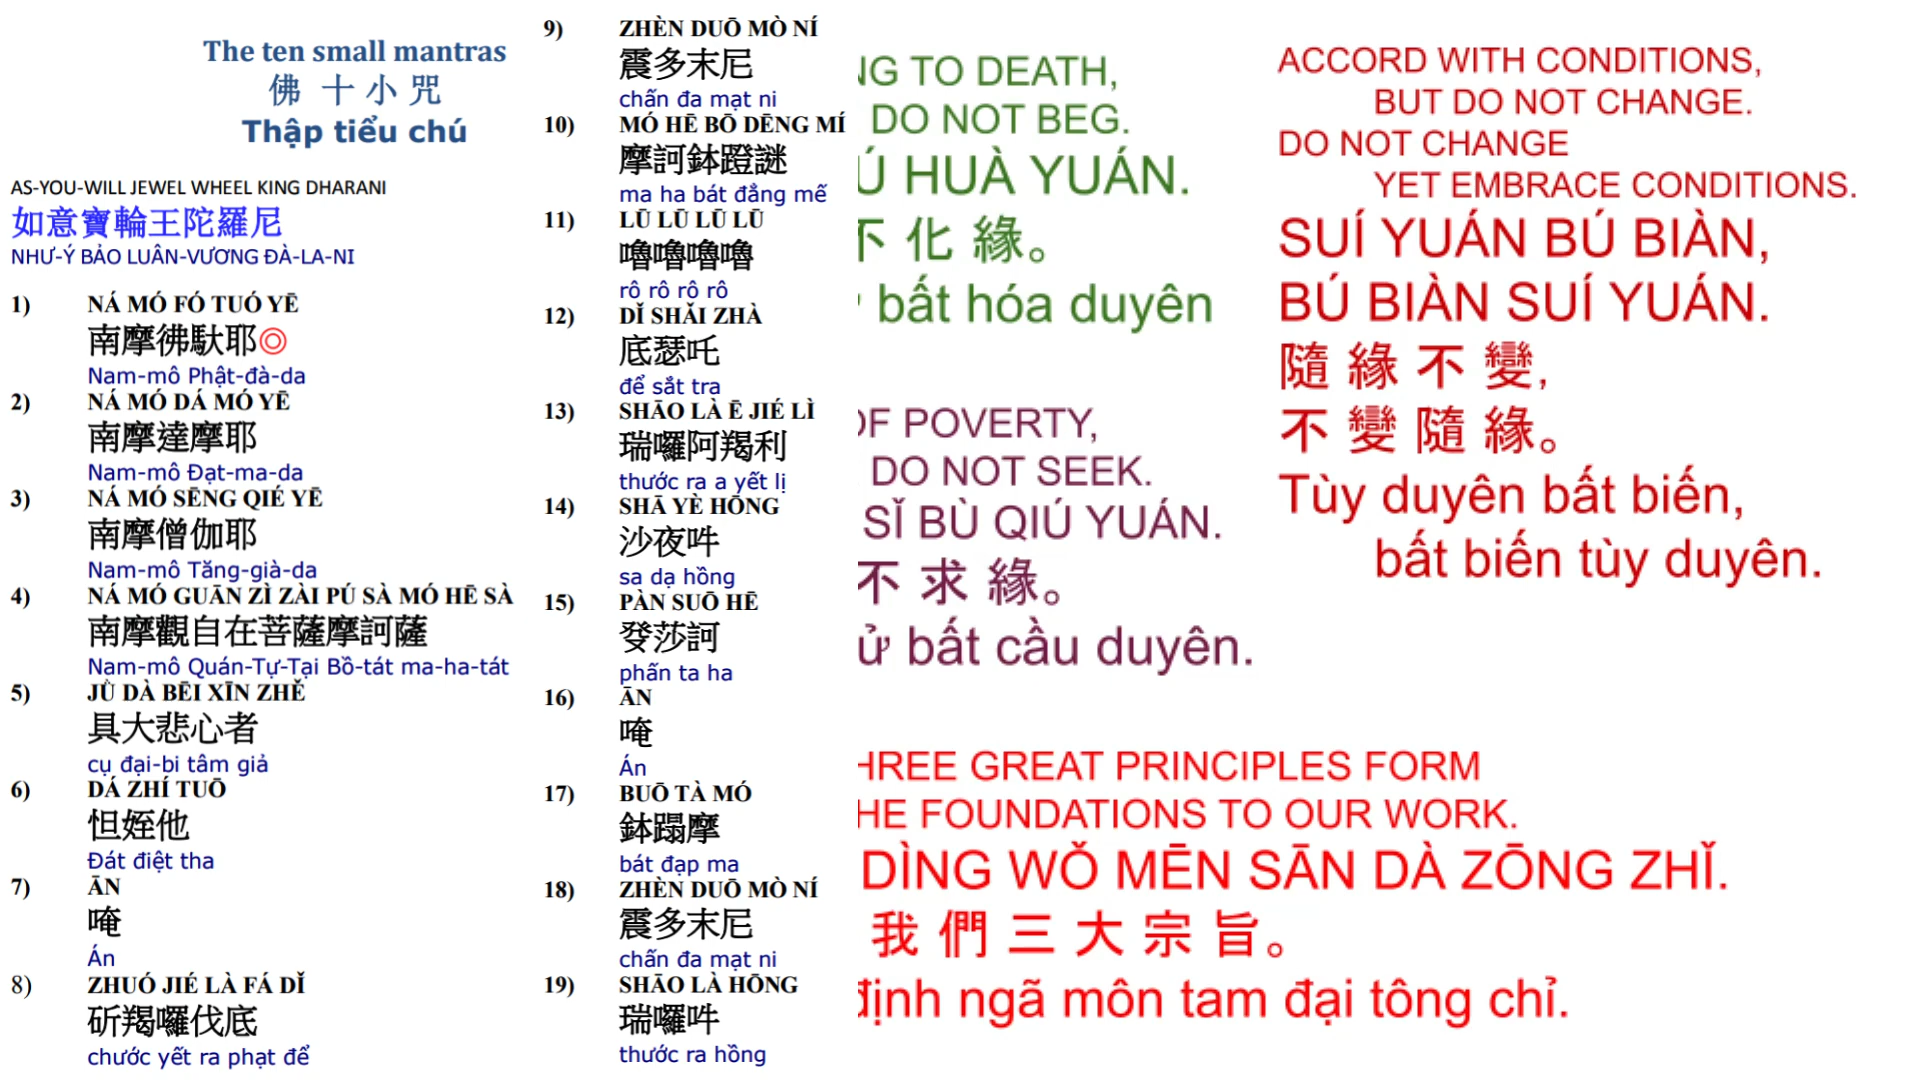 The ten small mantras
佛 十 小 咒
Thập tiểu chú
AS-YOU-WILL JEWEL WHEEL KING DHARANI
如意寶輪王陀羅尼
NHƯ-Ý BẢO LUÂN-VƯƠNG ĐÀ-LA-NI
1) NÁ MÓ FÓ TUÓ YĒ
南摩彿馱耶◎
Nam-mô Phật-đà-da
2) NÁ MÓ DÁ MÓ YĒ
南摩達摩耶
Nam-mô Đạt-ma-da
3) NÁ MÓ SĒNG QIÉ YĒ
南摩僧伽耶
Nam-mô Tăng-già-da
4) NÁ MÓ GUĀN ZÌ ZÀI PÚ SÀ MÓ HĒ SÀ
南摩觀自在菩薩摩訶薩
Nam-mô Quán-Tự-Tại Bồ-tát ma-ha-tát
5) JÙ DÀ BĒI XĪN ZHĚ
具大悲心者
cụ đại-bi tâm giả
6) DÁ ZHÍ TUŌ
怛姪他
Đát điệt tha
7) ĀN
唵
Án
8) ZHUÓ JIÉ LÀ FÁ DǏ
斫羯囉伐底
chước yết ra phạt để
9) ZHÈN DUŌ MÒ NÍ
震多末尼
chấn đa mạt ni
10) MÓ HĒ BŌ DĒNG MÍ
摩訶鉢蹬謎
ma ha bát đẳng mế
11) LŪ LŪ LŪ LŪ
嚕嚕嚕嚕
rô rô rô rô
12) DǏ SHǍI ZHÀ
底瑟吒
để sắt tra
13) SHĀO LÀ Ē JIÉ LÌ
瑞囉阿羯利
thước ra a yết lị
14) SHĀ YÈ HŌNG
沙夜吽
sa dạ hồng
15) PÀN SUŌ HĒ
癹莎訶
phấn ta ha
16) ĀN
唵
Án
17) BUŌ TÀ MÓ
鉢蹋摩
bát đạp ma
18) ZHÈN DUŌ MÒ NÍ
震多末尼
chấn đa mạt ni
19) SHĀO LÀ HŌNG
瑞囉吽
thước ra hồng
NG TO DEATH,
DO NOT BEG.
Ú HUÀ YUÁN.
不 化 緣。
bất hóa duyên
OF POVERTY,
DO NOT SEEK.
SǏ BÙ QIÚ YUÁN.
不 求 緣。
ử bất cầu duyên.
ACCORD WITH CONDITIONS,
BUT DO NOT CHANGE.
DO NOT CHANGE
YET EMBRACE CONDITIONS.
SUÍ YUÁN BÚ BIÀN,
BÚ BIÀN SUÍ YUÁN.
隨 緣 不 變,
不 變 隨 緣。
Tùy duyên bất biến,
bất biến tùy duyên.
HREE GREAT PRINCIPLES FORM
HE FOUNDATIONS TO OUR WORK.
DÌNG WǑ MĒN SĀN DÀ ZŌNG ZHǏ.
我 們 三 大 宗 旨。
định ngã môn tam đại tông chỉ.